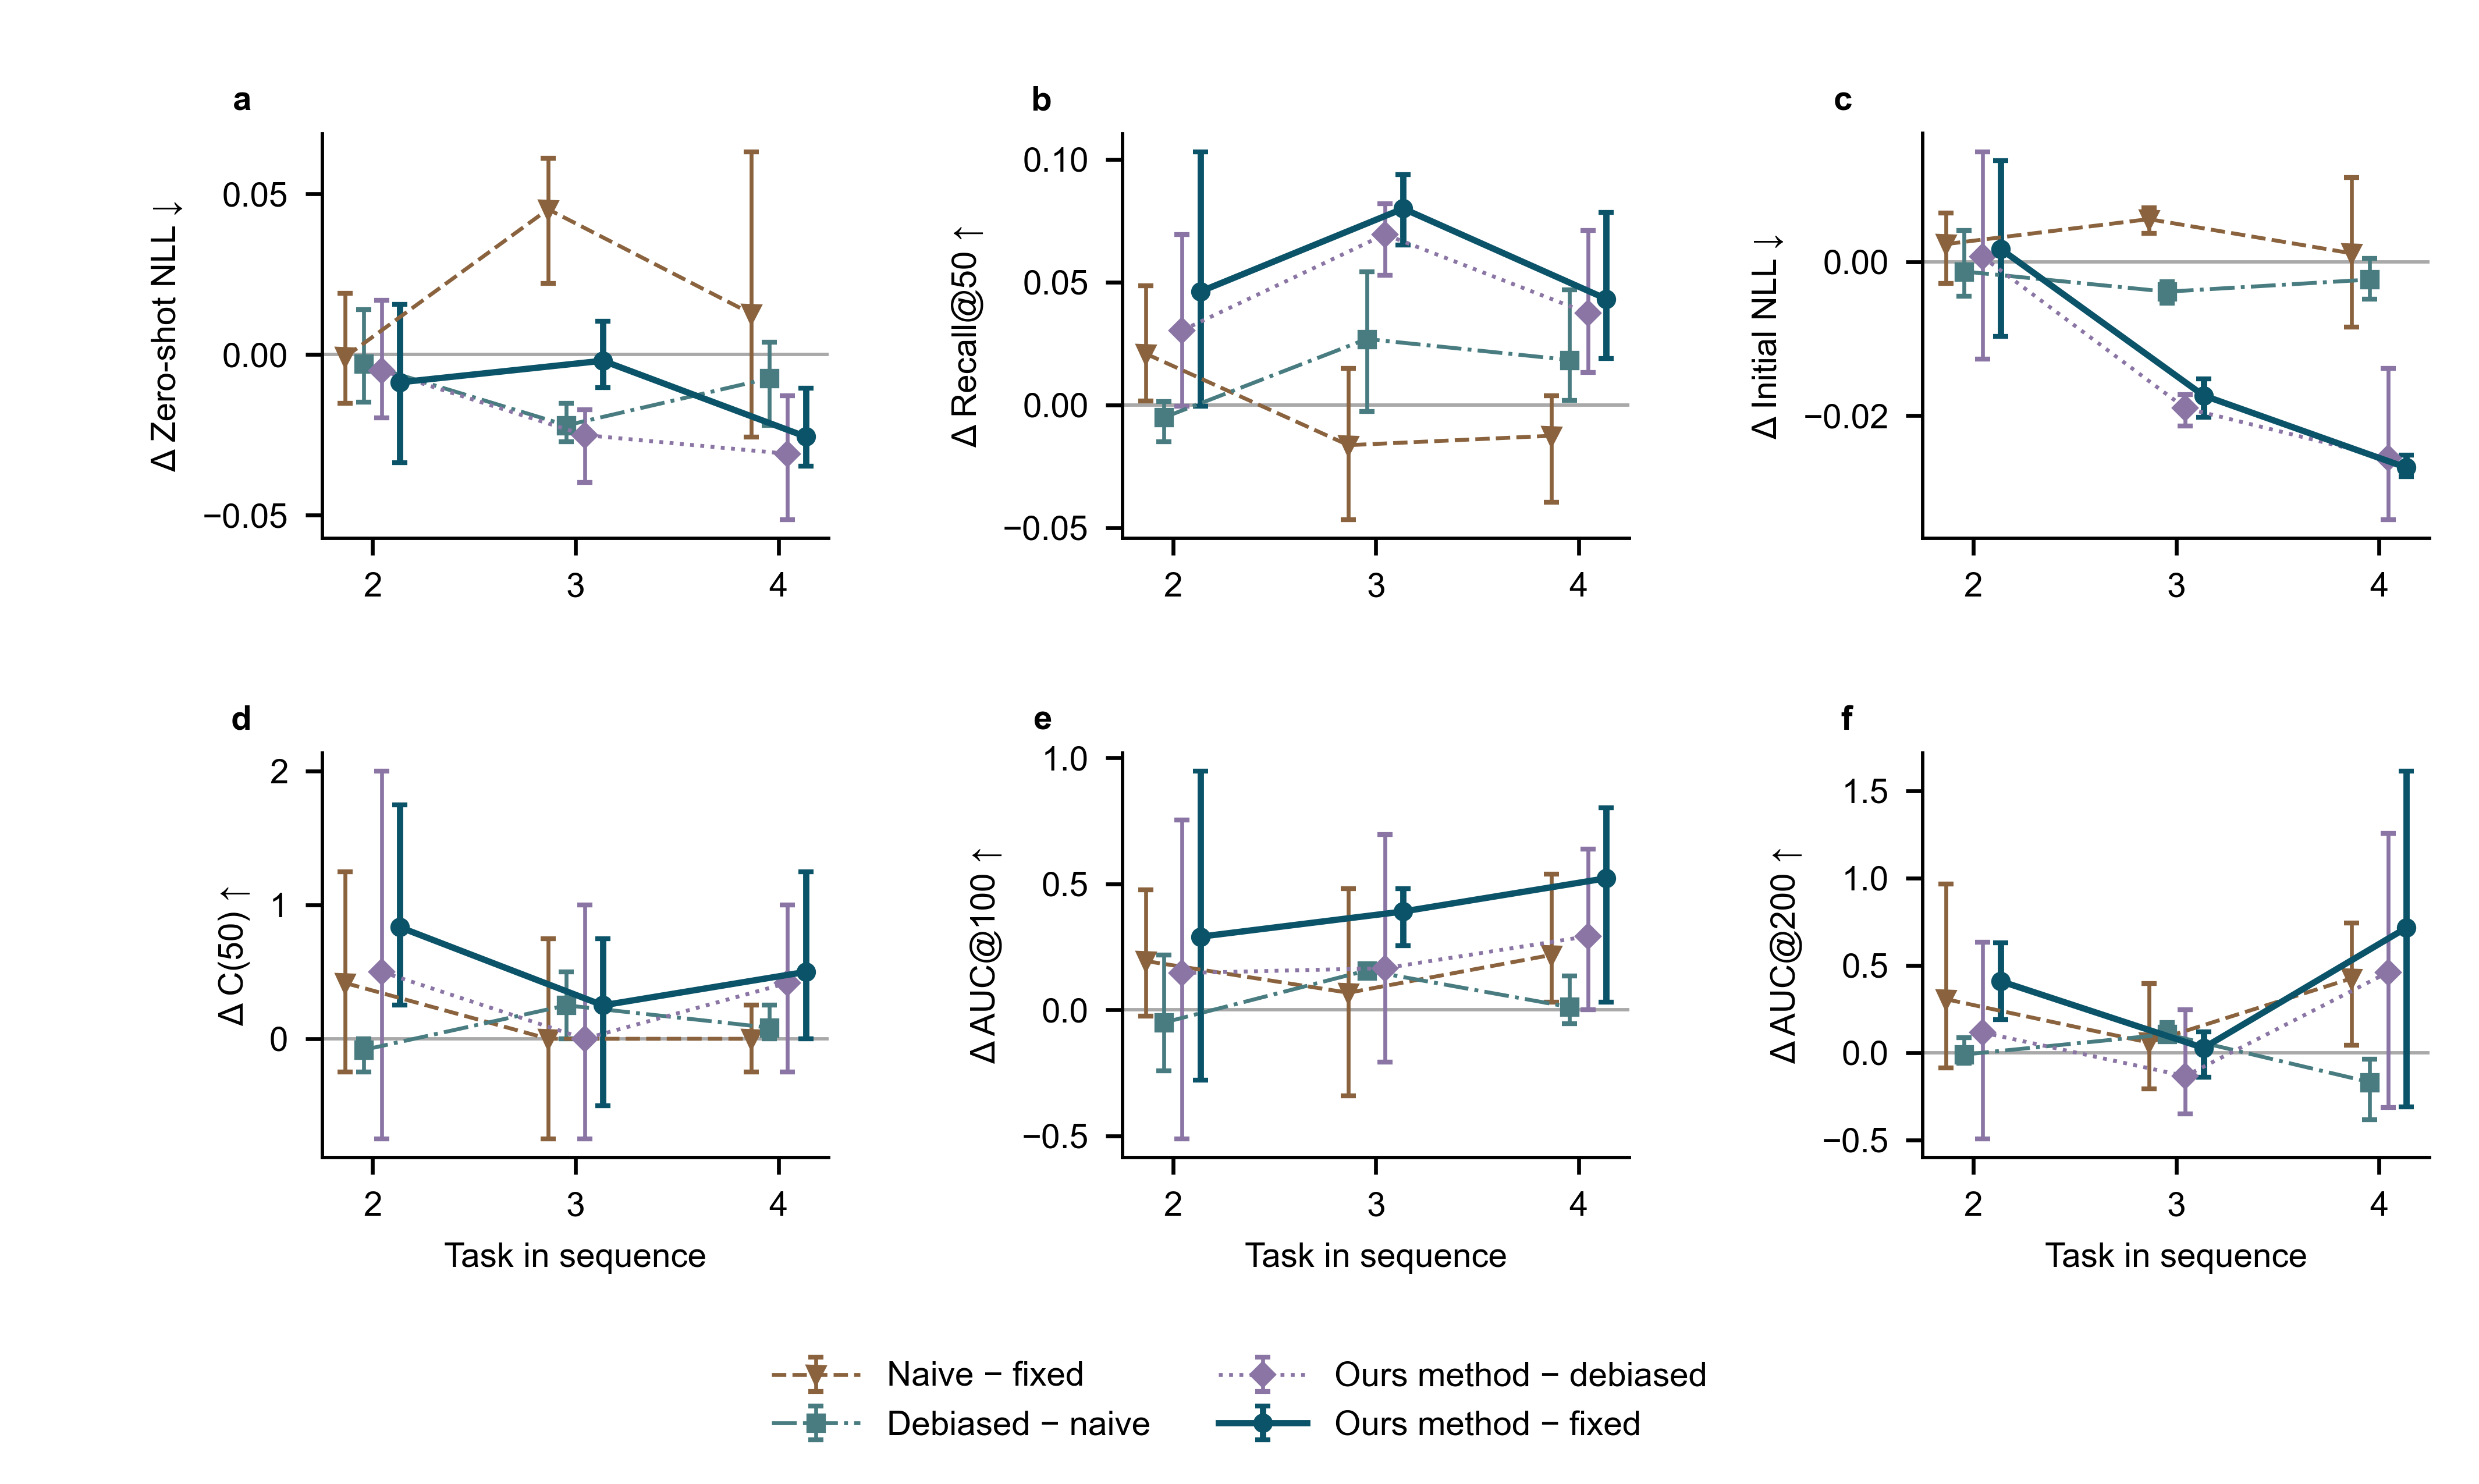 a
b
c
Δ Zero-shot NLL ↓
0.05
0.00
−0.05
2
3
4
Δ Recall@50 ↑
0.10
0.05
0.00
−0.05
2
3
4
Δ Initial NLL ↓
0.00
−0.02
2
3
4
d
e
f
Δ C(50) ↑
2
1
0
2
3
4
Task in sequence
Δ AUC@100 ↑
1.0
0.5
0.0
−0.5
2
3
4
Task in sequence
Δ AUC@200 ↑
1.5
1.0
0.5
0.0
−0.5
2
3
4
Task in sequence
Naive − fixed
Debiased − naive
Ours method − debiased
Ours method − fixed